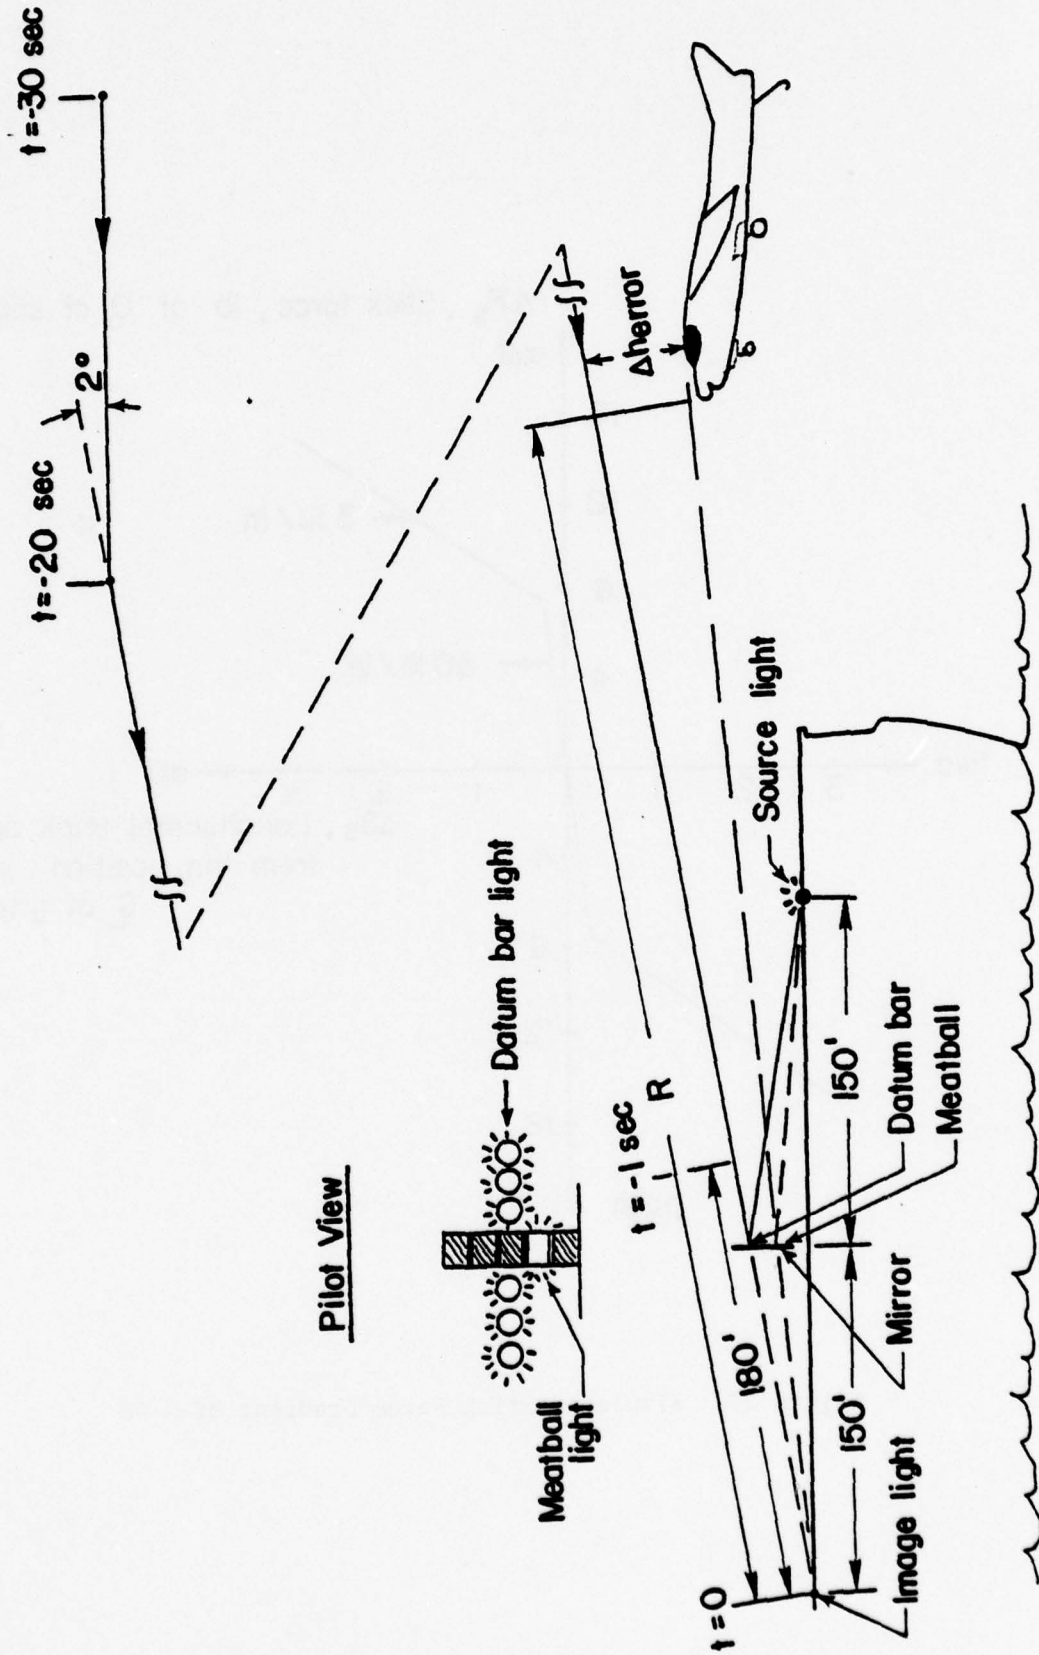 t=-30 sec
2°
t=-20 sec
Δherror
R
t=-1 sec
180'
t=0
Pilot View
Datum bar light
Meatball
light
Source light
150'
150'
Datum bar
Meatball
Mirror
Image light